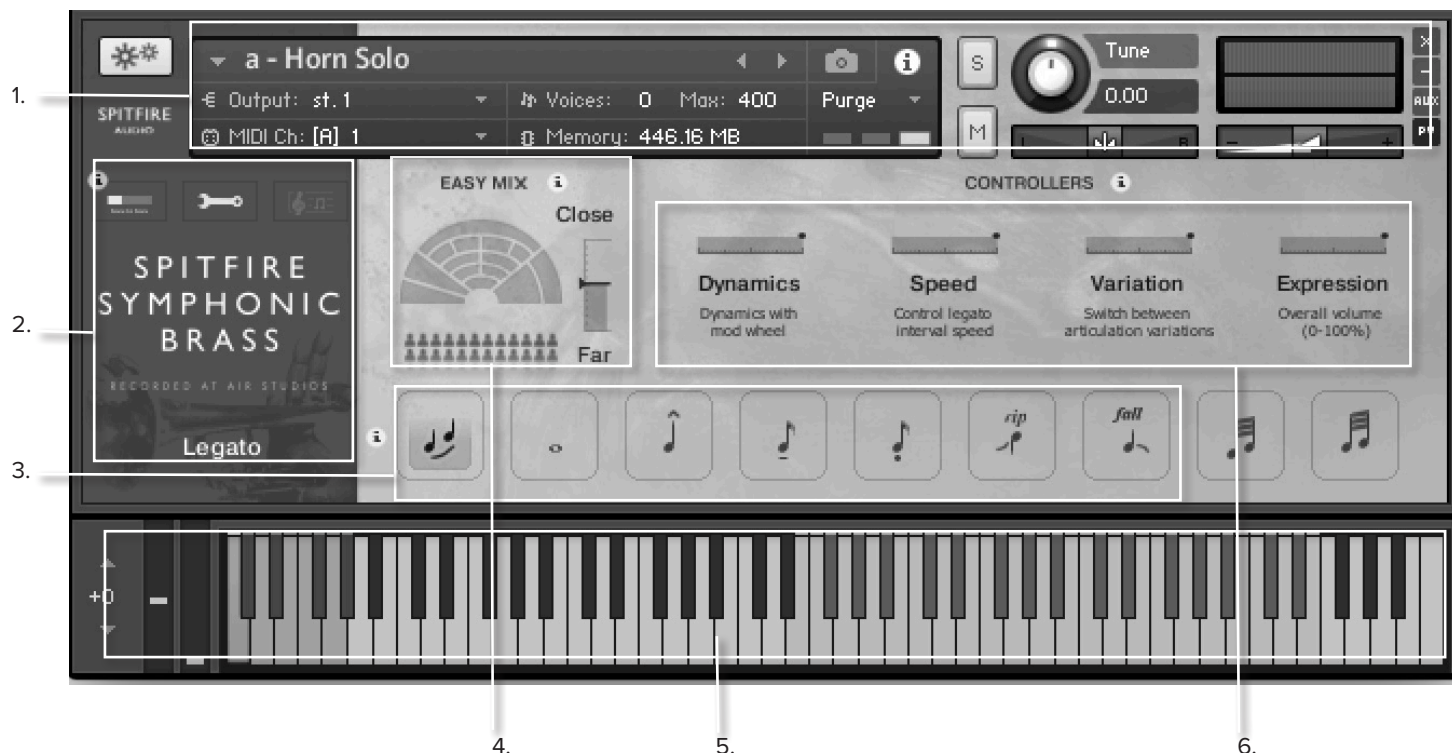 a - Horn Solo
S
Tune
×
Output: st.1
Voices: 0 Max: 400
Purge
0.00
AUX
SPITFIRE
AUDIO
MIDI Ch: [A] 1
Memory: 446.16 MB
M
L
R
PV
1.
EASY MIX
CONTROLLERS
Close
Far
SPITFIRE
SYMPHONIC
BRASS
RECORDED AT AIR STUDIOS
Legato
Dynamics
Dynamics with
mod wheel
Speed
Control legato
interval speed
Variation
Switch between
articulation variations
Expression
Overall volume
(0-100%)
2.
rip
fall
3.
+0
4.
5.
6.